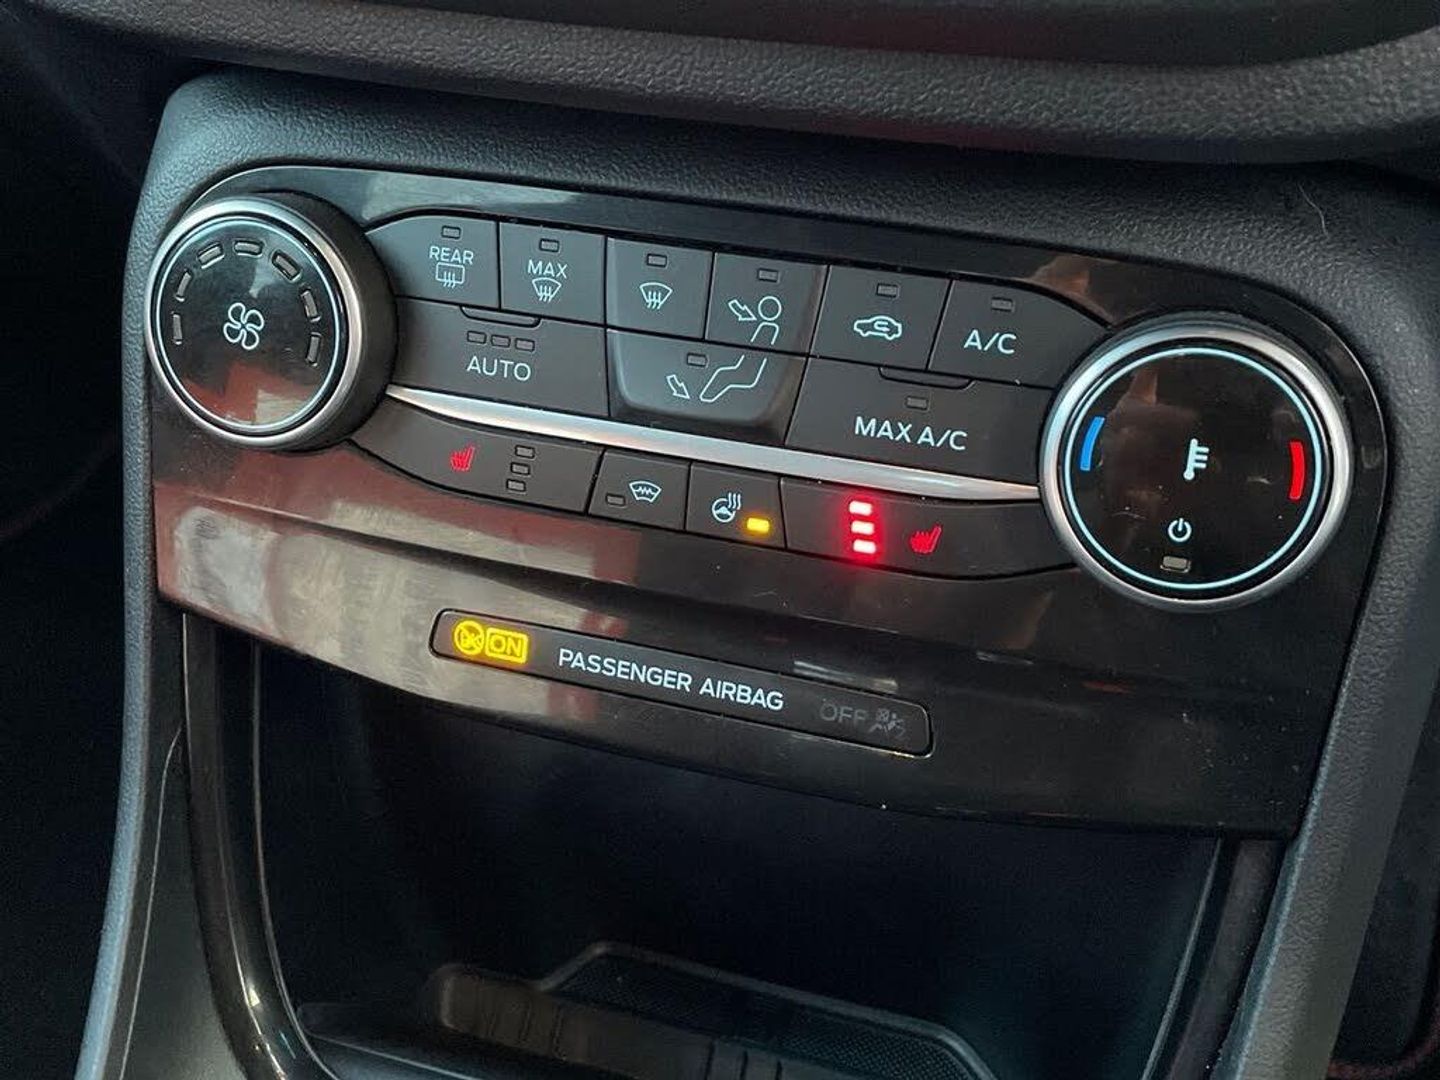 REAR
MAX
A/C
AUTO
MAX A/C
ON PASSENGER AIRBAG OFF